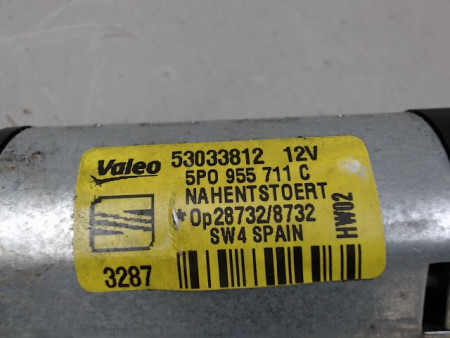 Valeo 53033812 12V
5P0 955 711 C
NAHENTSTOERT
*Op28732/8732
SW4 SPAIN
HW02
3287